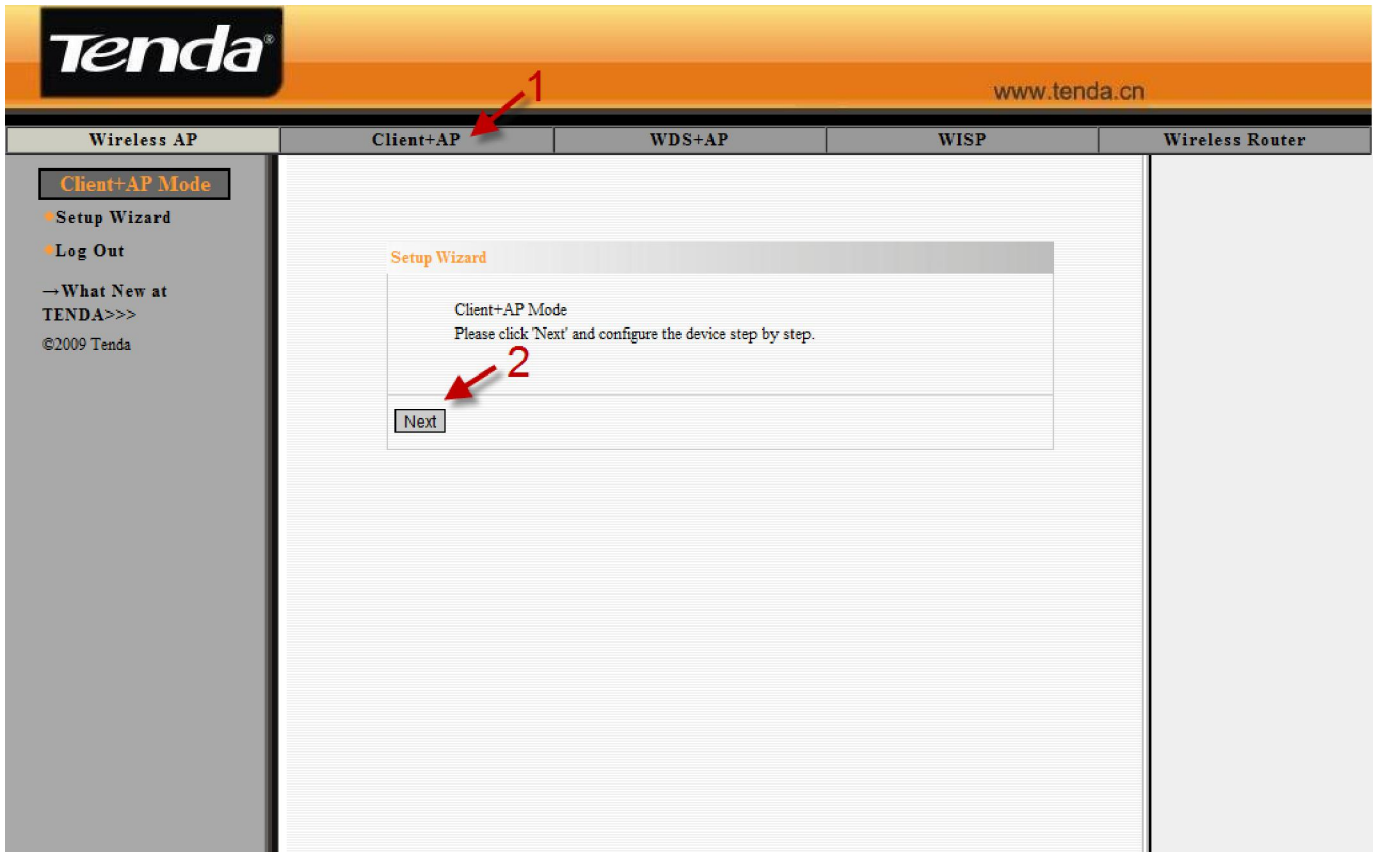 Tenda®
1
www.tenda.cn
Wireless AP
Client+AP
WDS+AP
WISP
Wireless Router
Client+AP Mode
Setup Wizard
Log Out
→What New at
TENDA>>>
©2009 Tenda
Setup Wizard
Client+AP Mode
Please click 'Next' and configure the device step by step.
2
Next